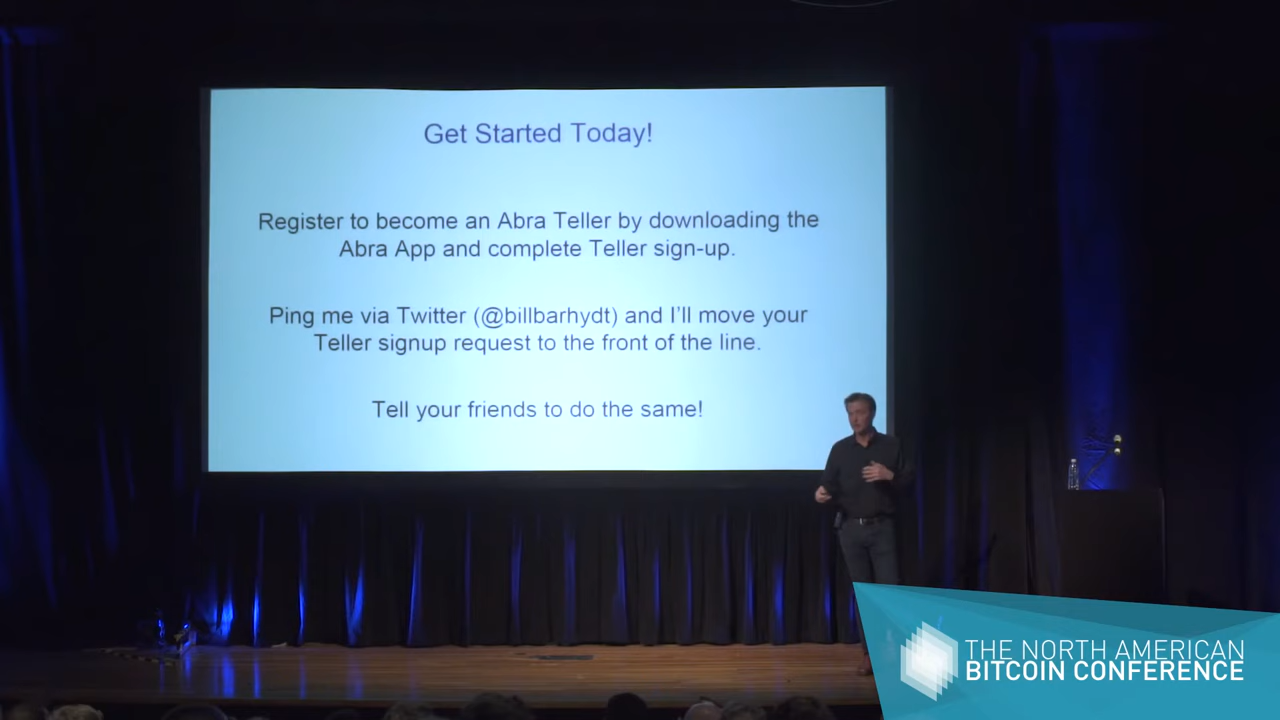 Get Started Today!
Register to become an Abra Teller by downloading the
Abra App and complete Teller sign-up.
Ping me via Twitter (@billbarhydt) and I'll move your
Teller signup request to the front of the line.
Tell your friends to do the same!
THE NORTH AMERICAN
BITCOIN CONFERENCE